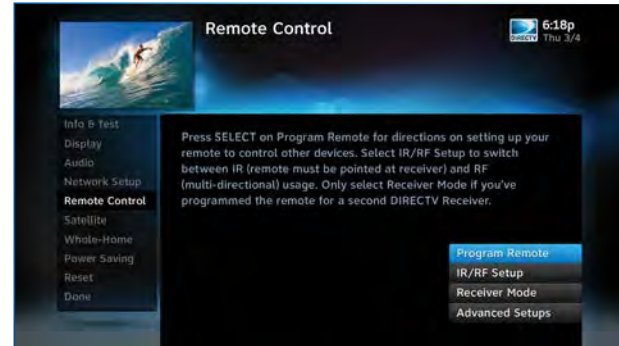 Remote Control
DIRECTV
6:18p
Thu 3/4
Info & Test
Display
Audio
Network Setup
Remote Control
Satellite
Whole-Home
Power Saving
Reset
Done
Press SELECT on Program Remote for directions on setting up your
remote to control other devices. Select IR/RF Setup to switch
between IR (remote must be pointed at receiver) and RF
(multi-directional) usage. Only select Receiver Mode if you've
programmed the remote for a second DIRECTV Receiver.
Program Remote
IR/RF Setup
Receiver Mode
Advanced Setups